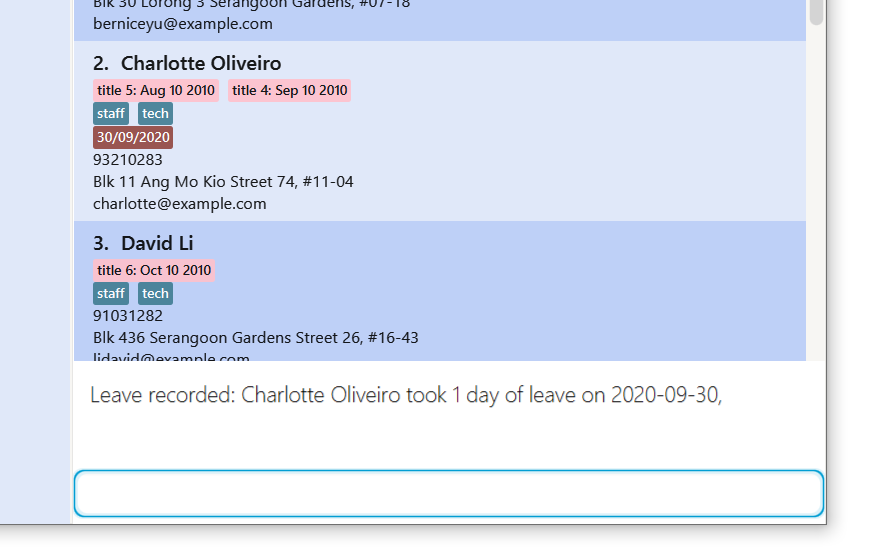 Blk 30 Lorong 3 Serangoon Gardens, #07-18
berniceyu@example.com
2. Charlotte Oliveiro
title 5: Aug 10 2010 title 4: Sep 10 2010
staff tech
30/09/2020
93210283
Blk 11 Ang Mo Kio Street 74, #11-04
charlotte@example.com
3. David Li
title 6: Oct 10 2010
staff tech
91031282
Blk 436 Serangoon Gardens Street 26, #16-43
lidavid@example.com
Leave recorded: Charlotte Oliveiro took 1 day of leave on 2020-09-30,